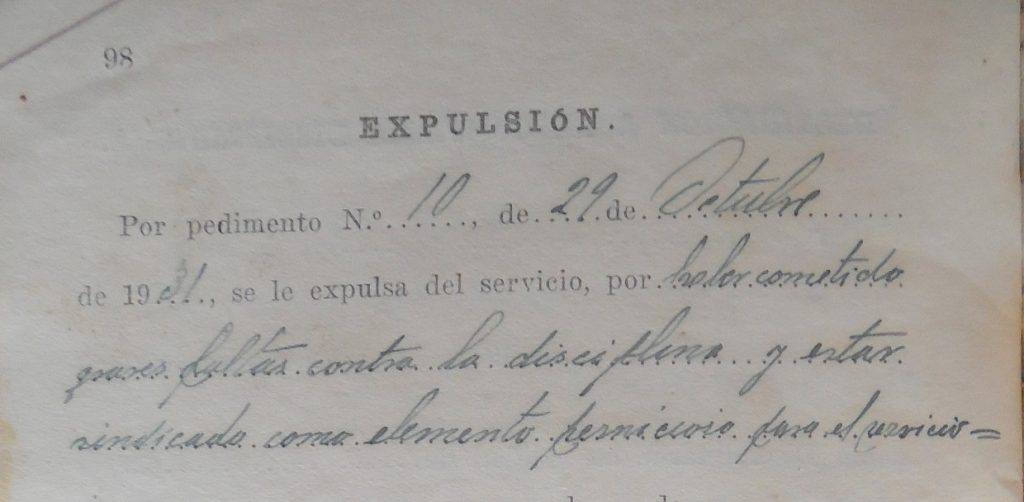 98
EXPULSIÓN.
Por pedimento N.º 10, de 29 de Octubre
de 1931, se le expulsa del servicio, por haber cometido
graves faltas contra la disciplina y estar
sindicado como elemento pernicioso para el servicio=